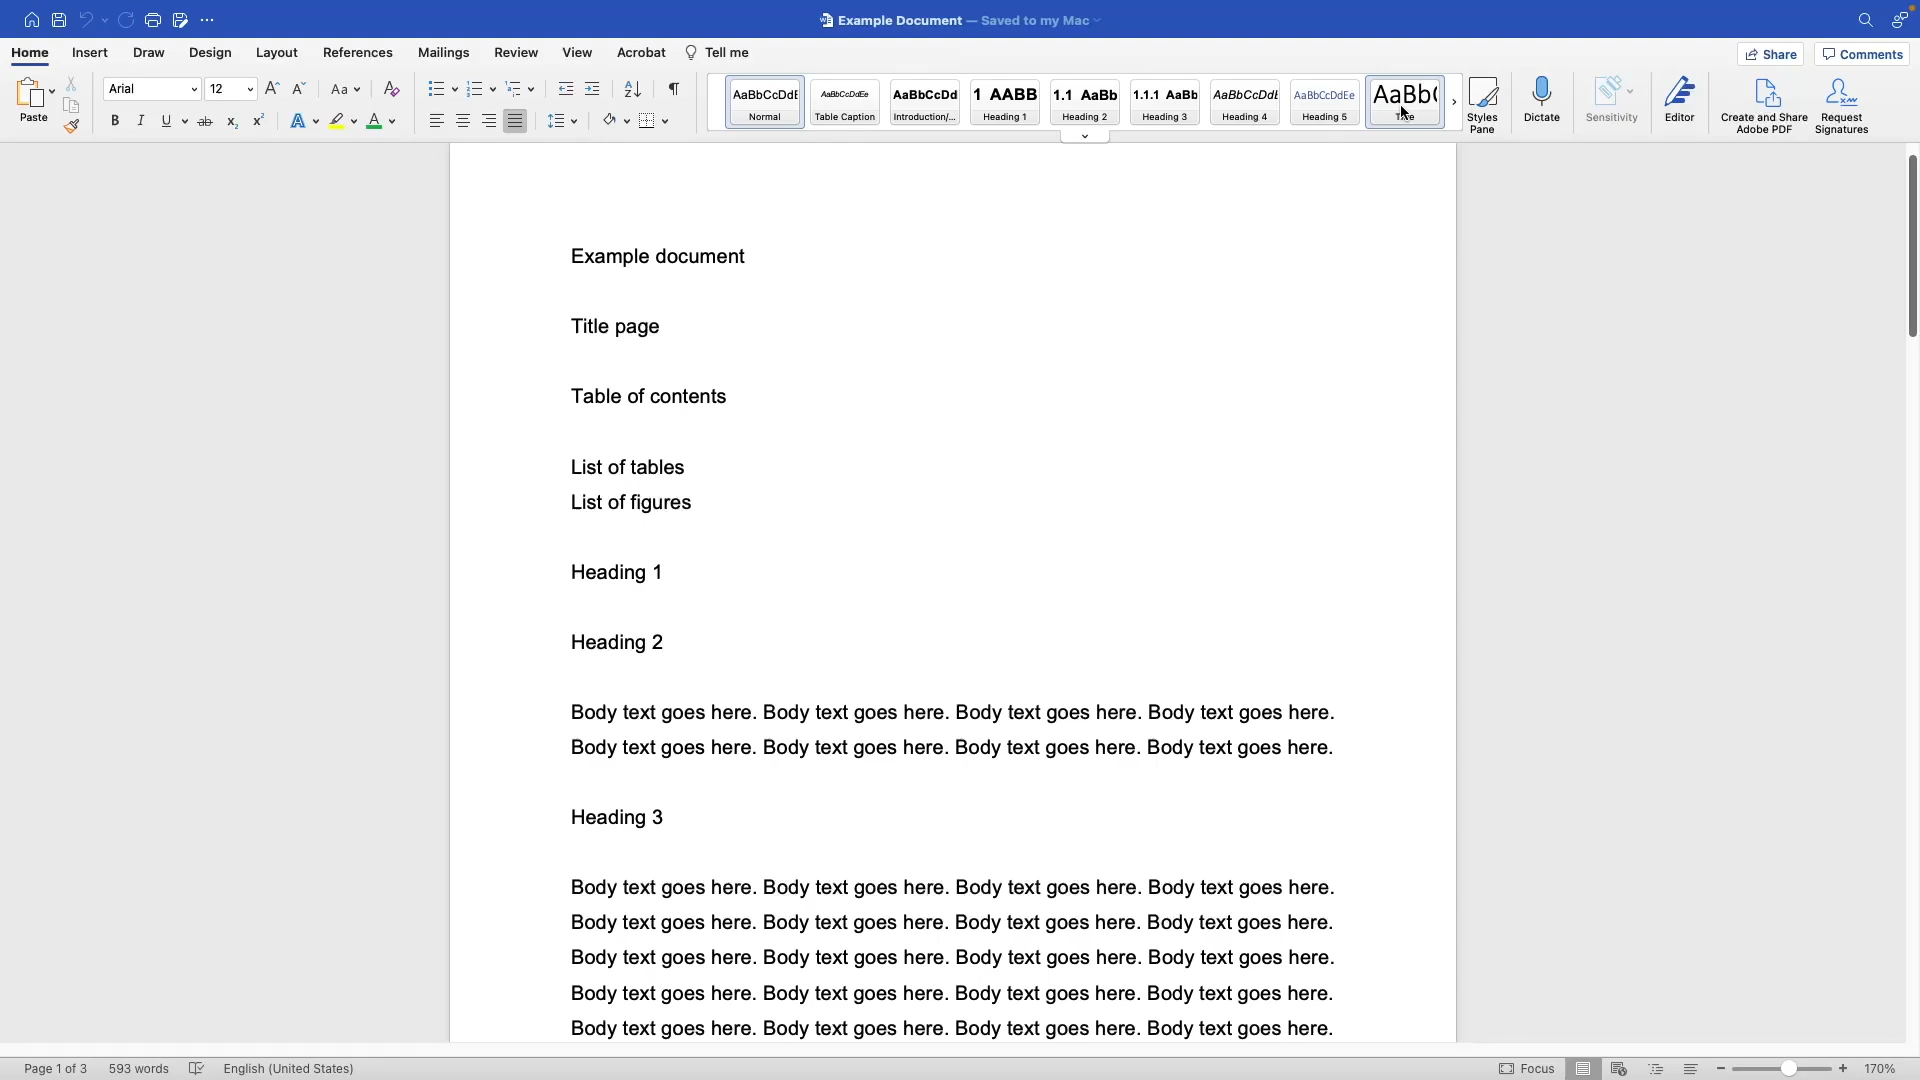 Example Document — Saved to my Mac
Home Insert Draw Design Layout References Mailings Review View Acrobat Tell me
Share Comments
Paste
Arial 12
Aa
B I U ab x₂ x² A A
AaBbCcDdE Normal
AaBbCcDdEe Table Caption
AaBbCcDd Introduction/...
1 AABB Heading 1
1.1 AaBb Heading 2
1.1.1 AaBb Heading 3
AaBbCcDdE Heading 4
AaBbCcDdEe Heading 5
AaBb(
Styles Pane
Dictate
Sensitivity
Editor
Create and Share Adobe PDF
Request Signatures
Example document
Title page
Table of contents
List of tables
List of figures
Heading 1
Heading 2
Body text goes here. Body text goes here. Body text goes here. Body text goes here.
Body text goes here. Body text goes here. Body text goes here. Body text goes here.
Heading 3
Body text goes here. Body text goes here. Body text goes here. Body text goes here.
Body text goes here. Body text goes here. Body text goes here. Body text goes here.
Body text goes here. Body text goes here. Body text goes here. Body text goes here.
Body text goes here. Body text goes here. Body text goes here. Body text goes here.
Body text goes here. Body text goes here. Body text goes here. Body text goes here.
Page 1 of 3 593 words English (United States)
Focus 170%